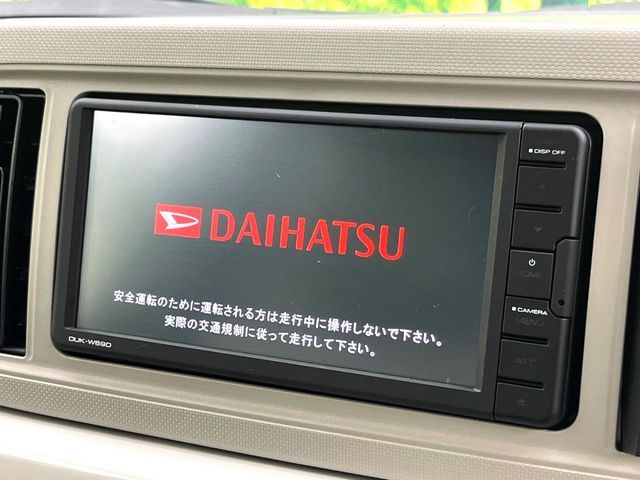 DAIHATSU
安全運転のために運転される方は走行中に操作しないで下さい。
実際の交通規制に従って走行して下さい。
DUK-W69D
DISP OFF
HOME
CAMERA
MENU
ATT